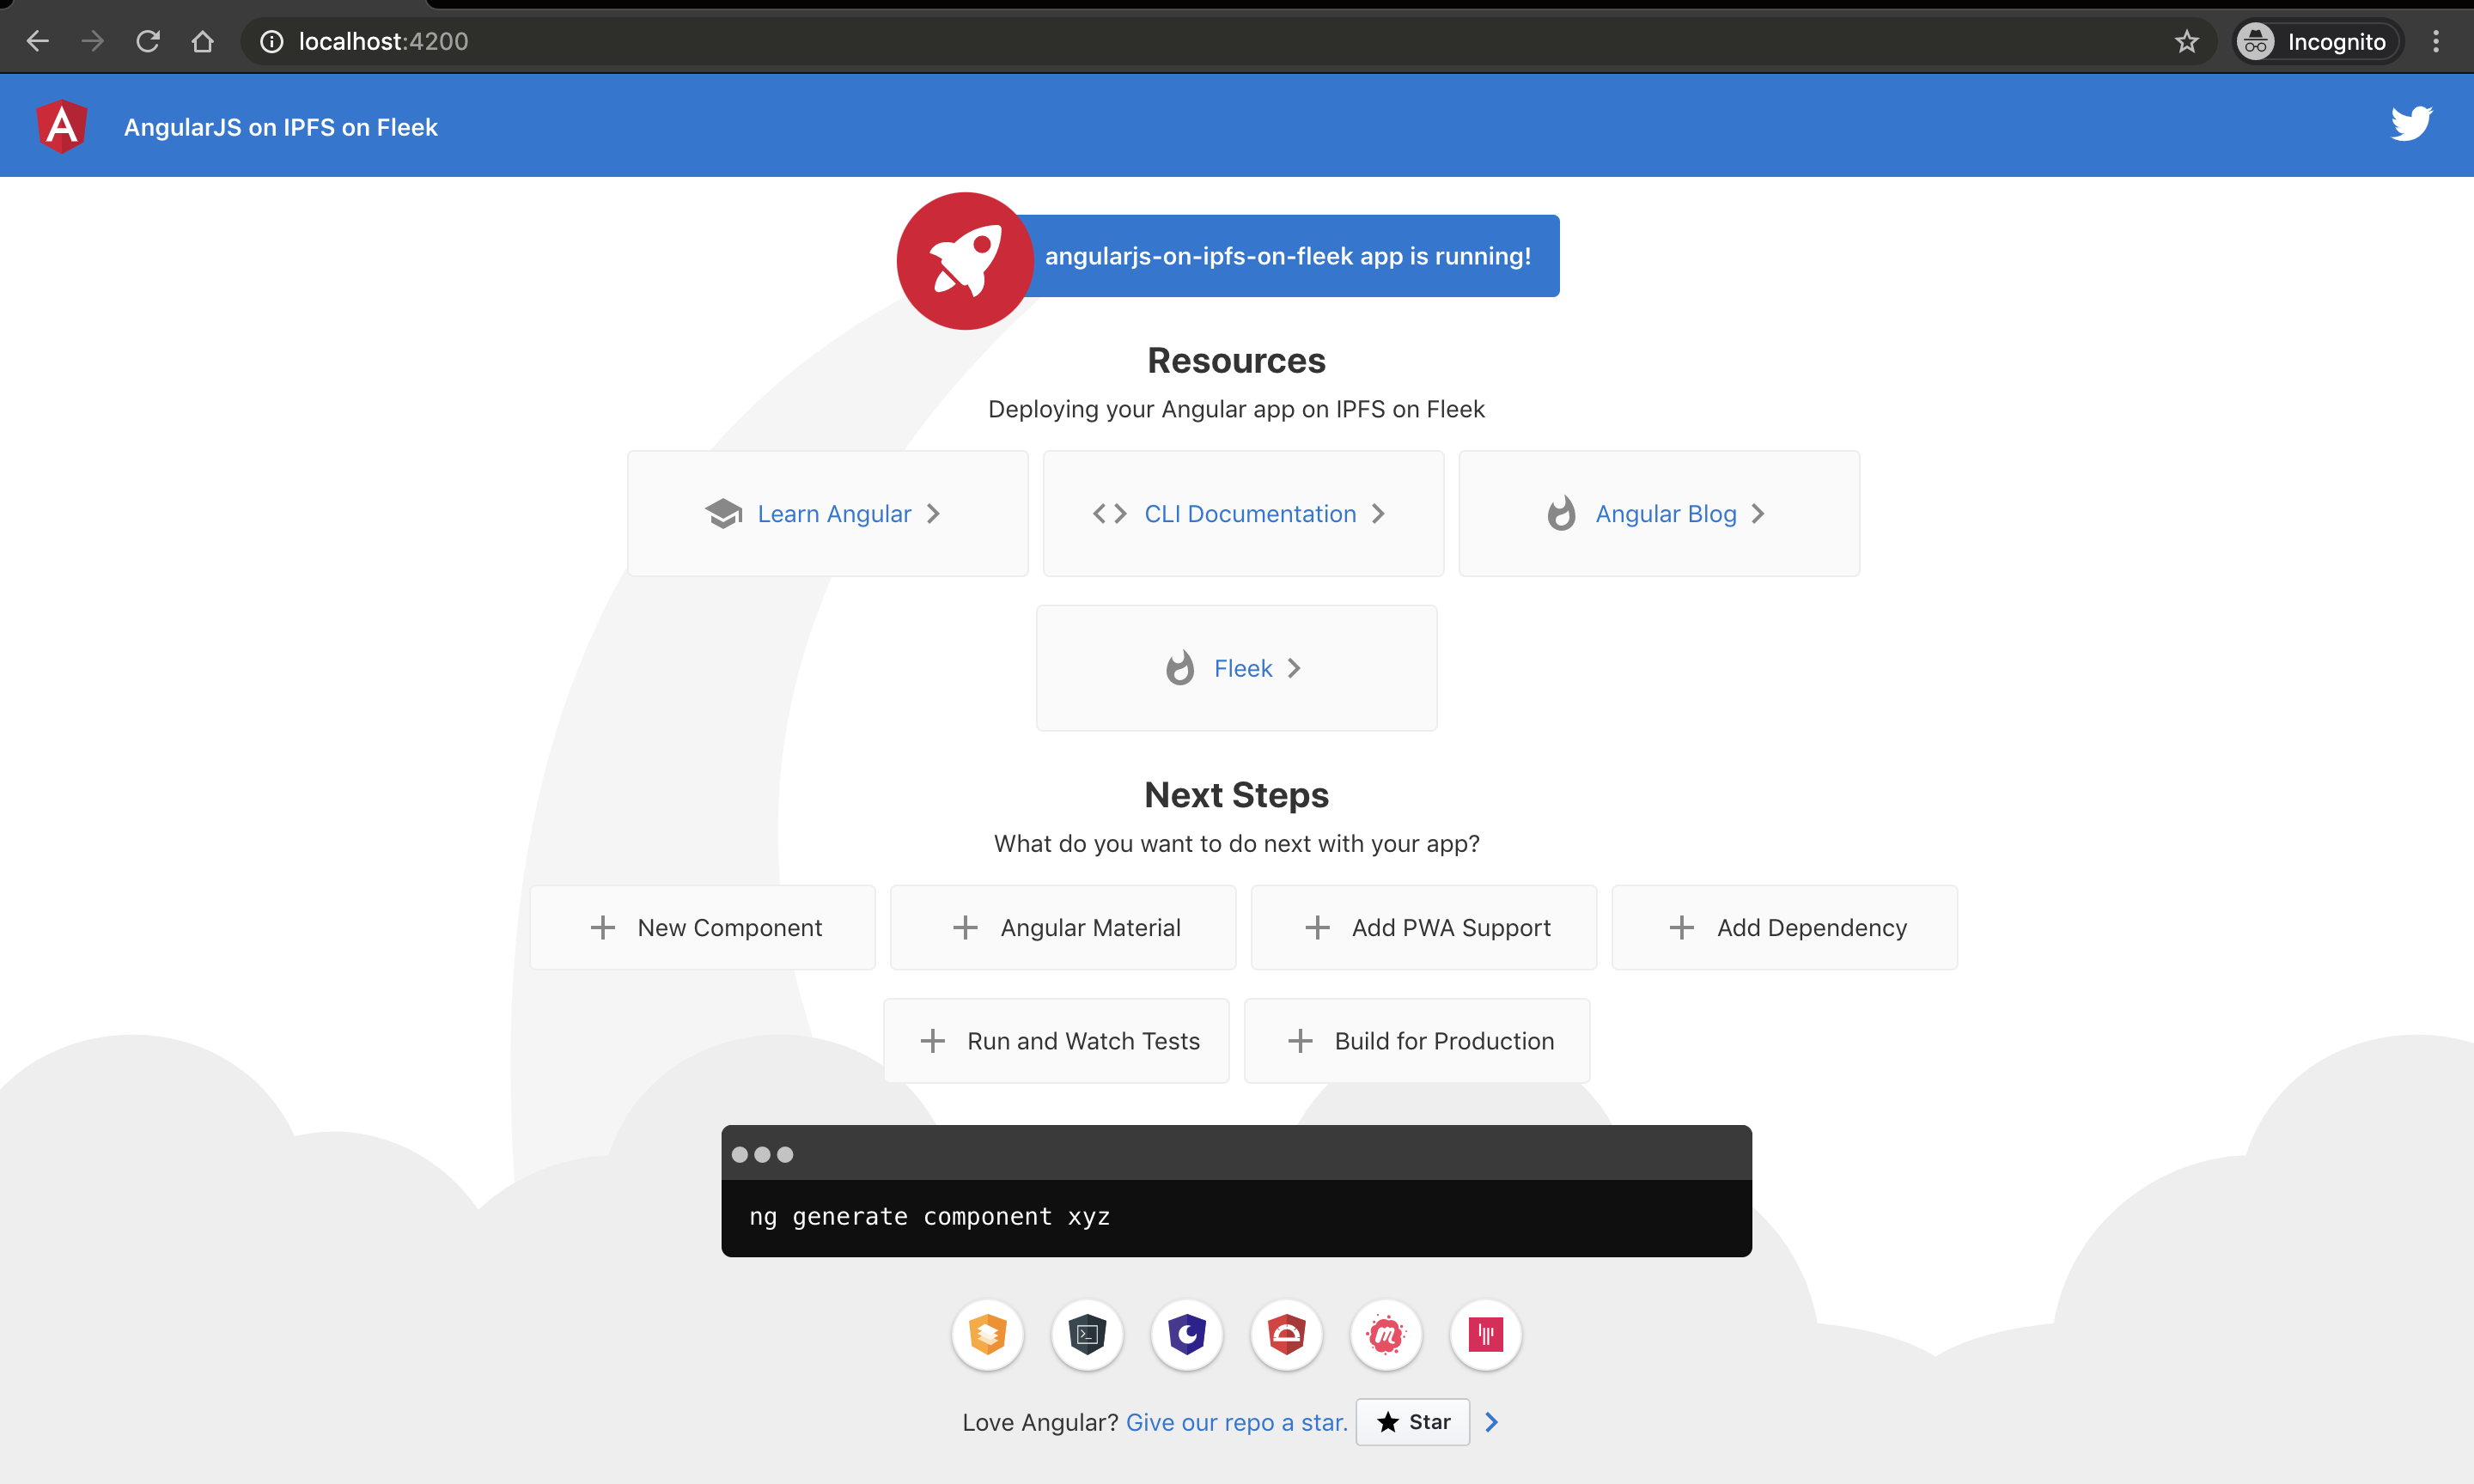 localhost:4200
Incognito
AngularJS on IPFS on Fleek
angularjs-on-ipfs-on-fleek app is running!
Resources
Deploying your Angular app on IPFS on Fleek
Learn Angular
CLI Documentation
Angular Blog
Fleek
Next Steps
What do you want to do next with your app?
New Component
Angular Material
Add PWA Support
Add Dependency
Run and Watch Tests
Build for Production
ng generate component xyz
Love Angular? Give our repo a star. Star